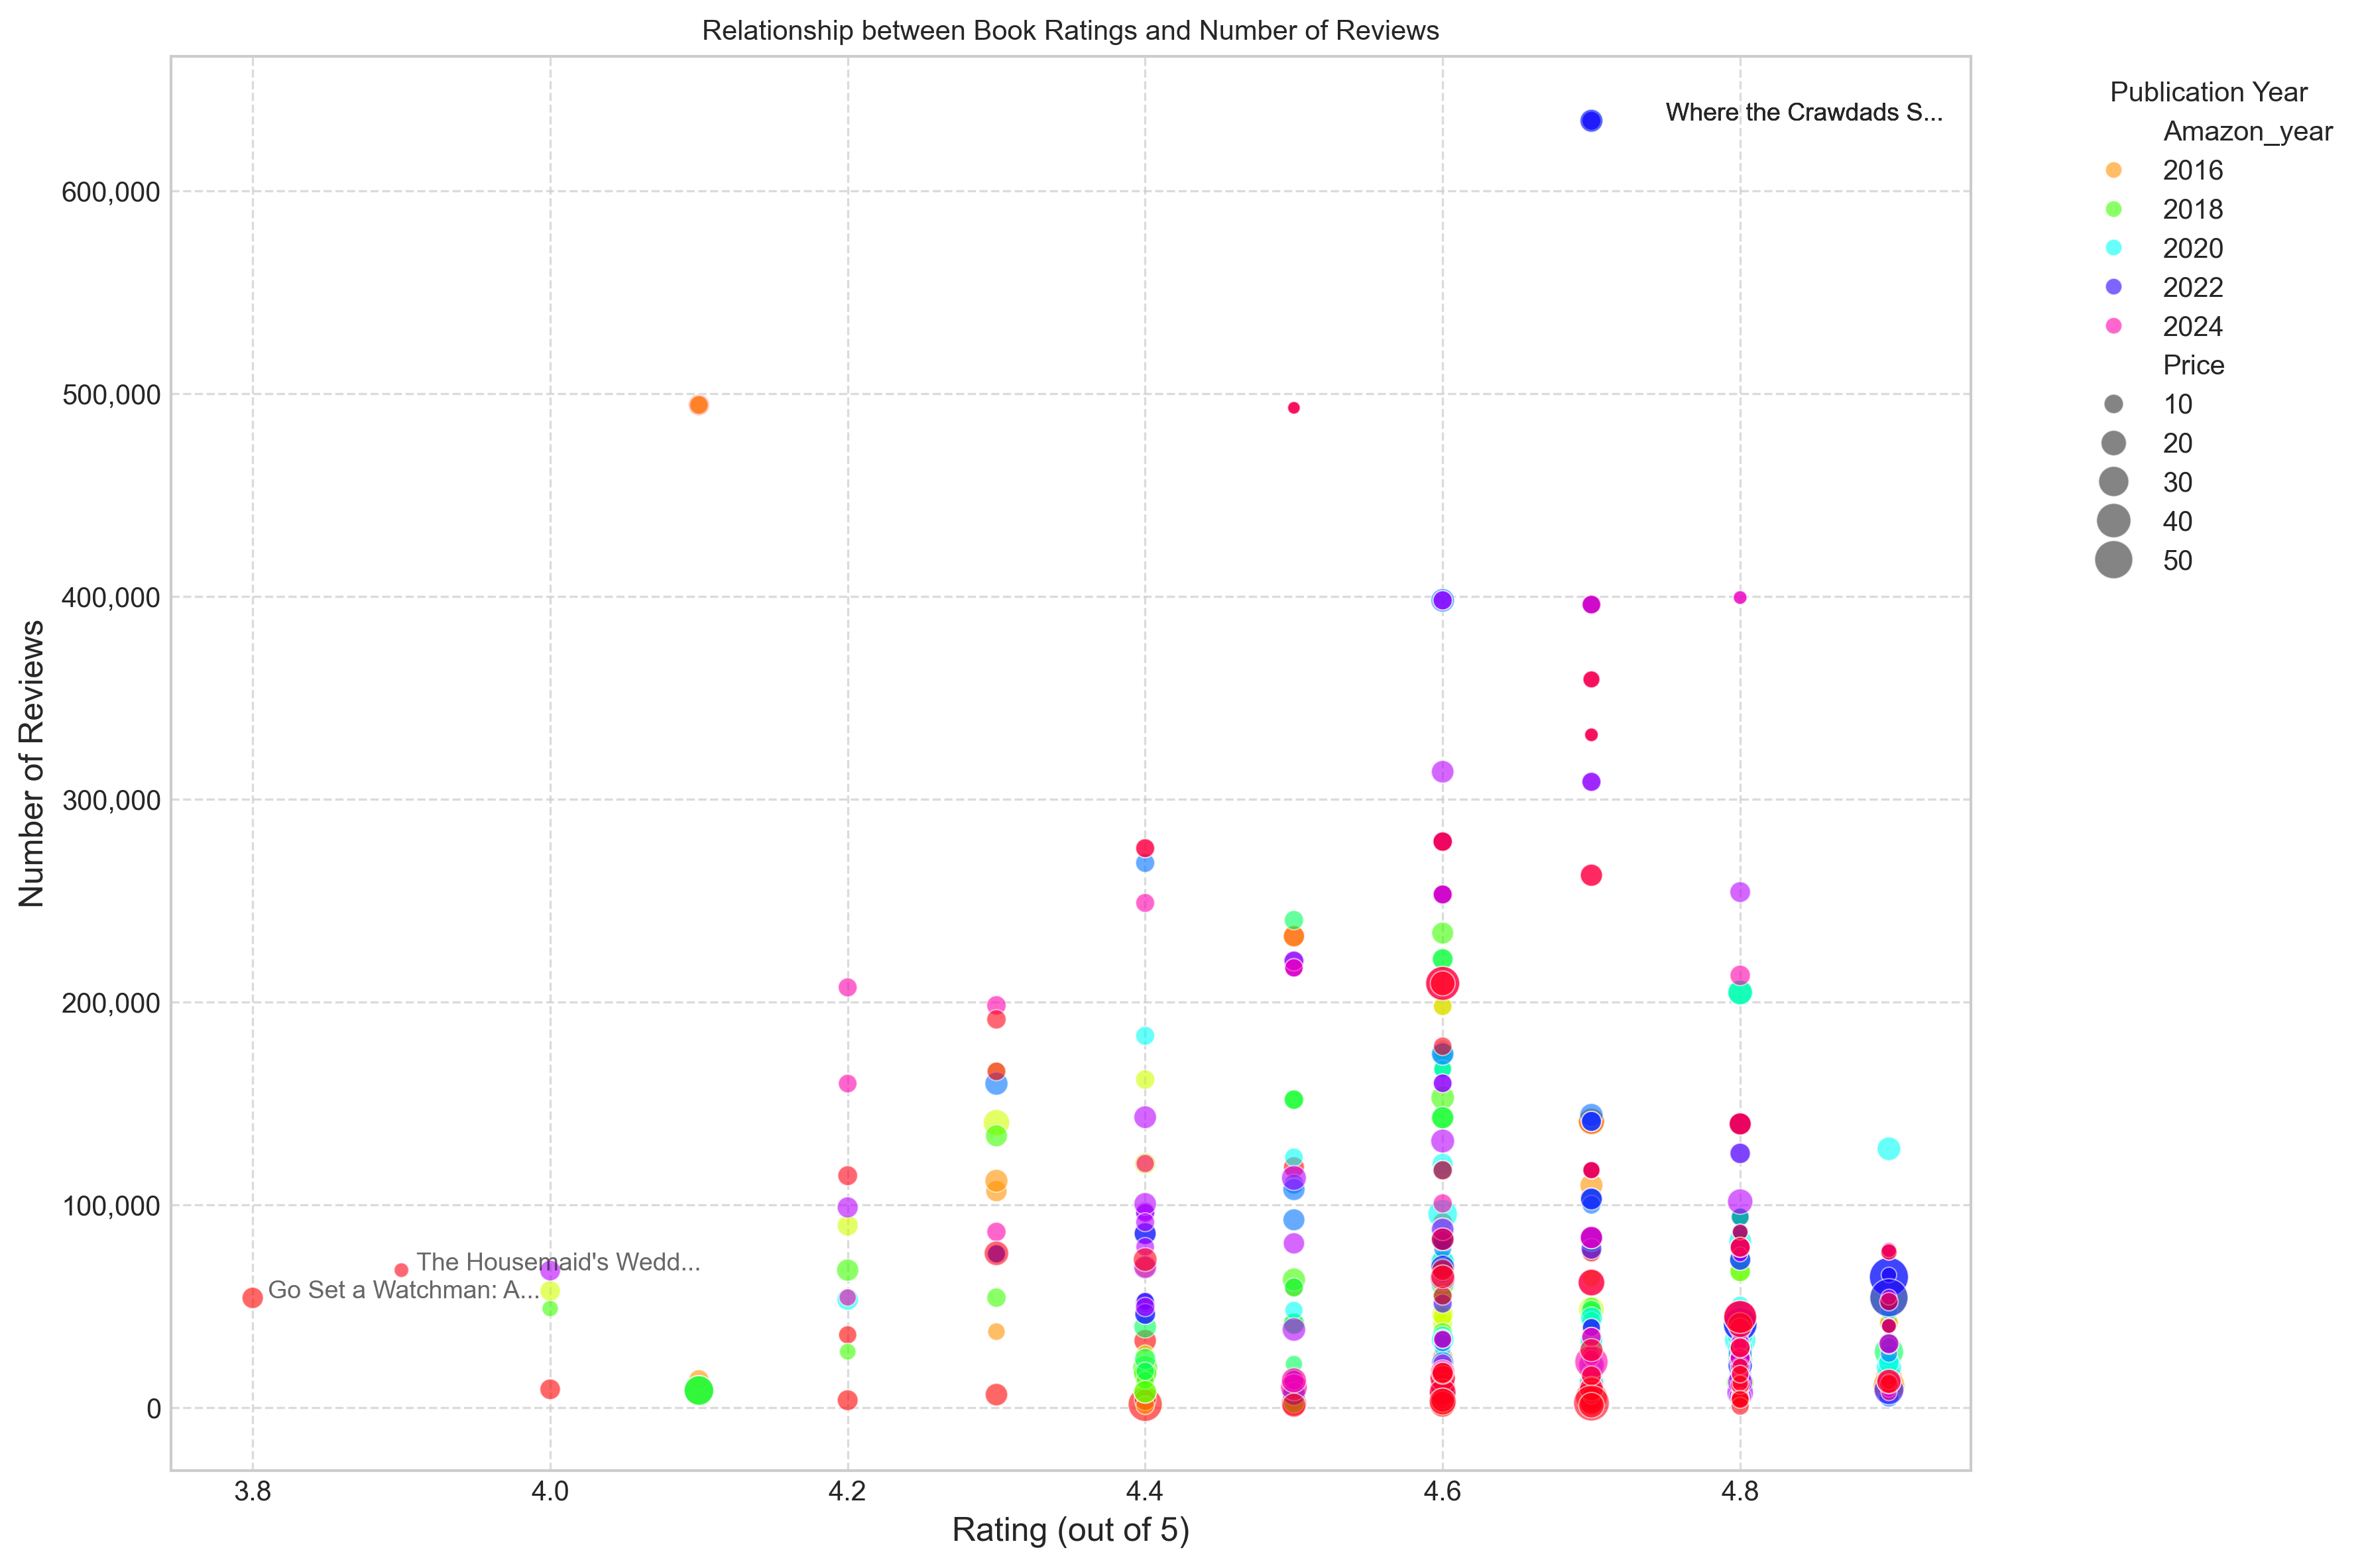 Relationship between Book Ratings and Number of Reviews
Number of Reviews
600,000
500,000
400,000
300,000
200,000
100,000
0
Where the Crawdads S...
The Housemaid's Wedd...
Go Set a Watchman: A...
3.8
4.0
4.2
4.4
4.6
4.8
Rating (out of 5)
Publication Year
Amazon_year
2016
2018
2020
2022
2024
Price
10
20
30
40
50